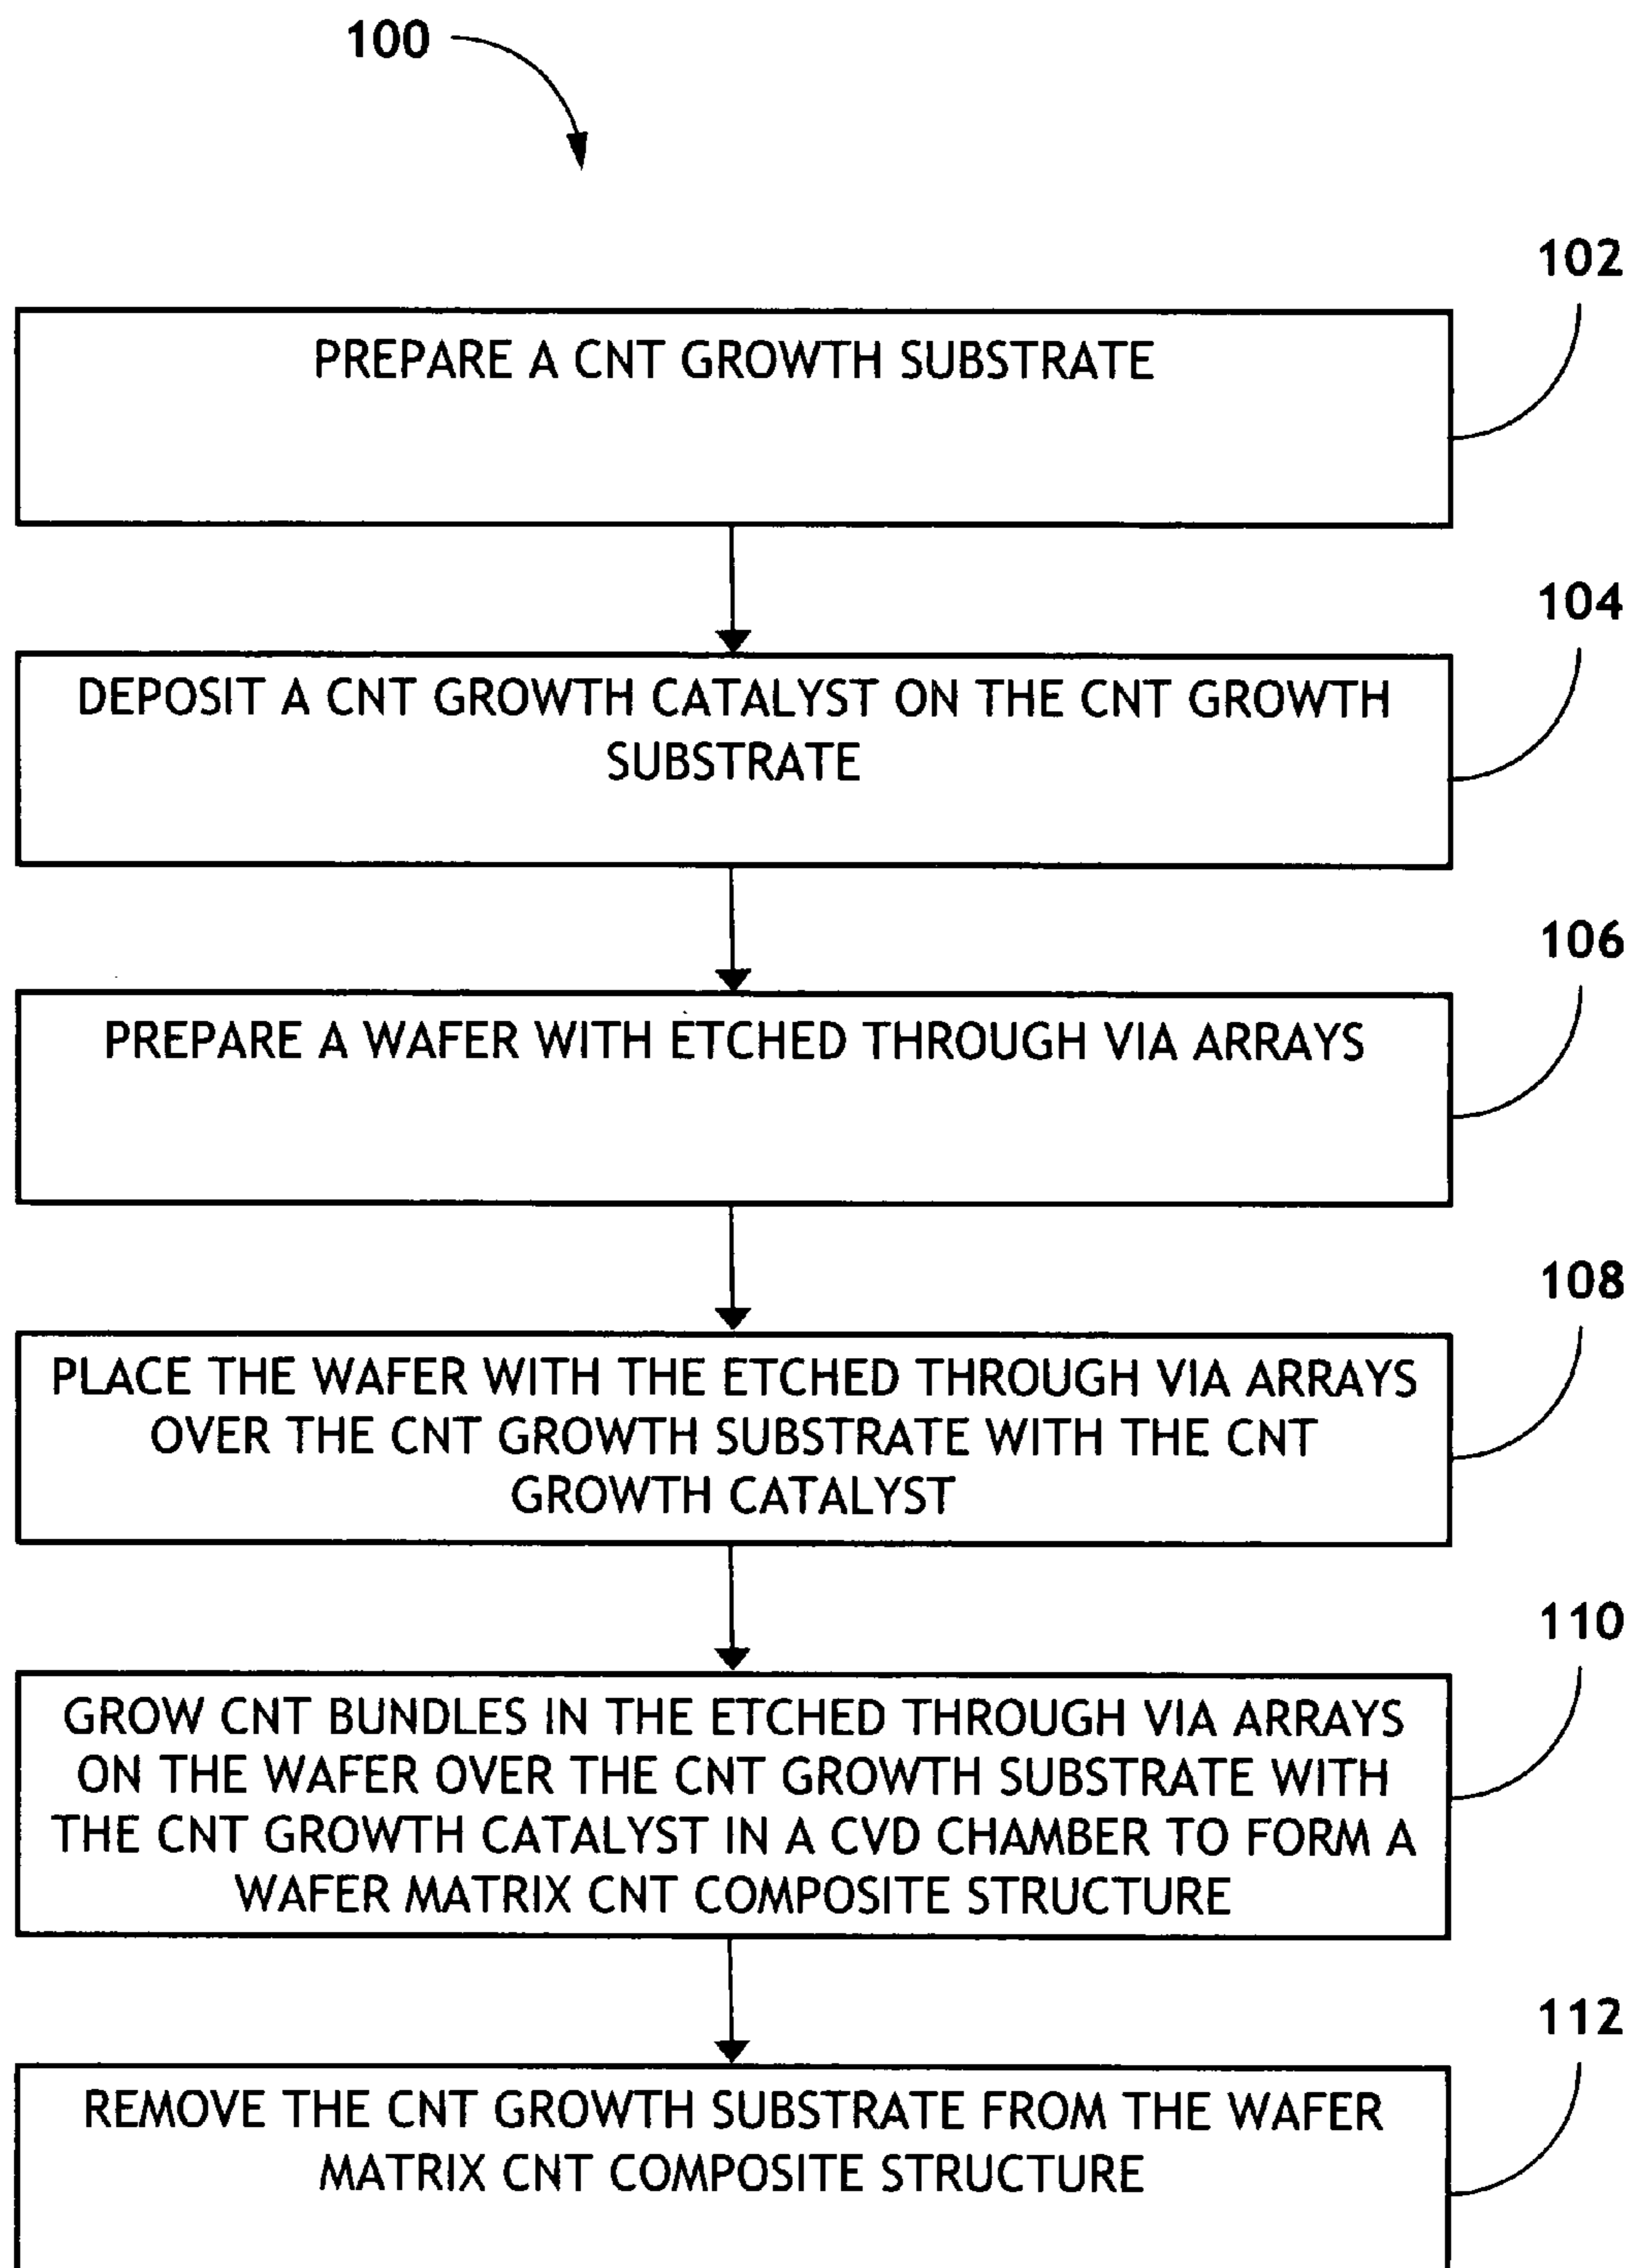 100
102
PREPARE A CNT GROWTH SUBSTRATE
104
DEPOSIT A CNT GROWTH CATALYST ON THE CNT GROWTH
SUBSTRATE
106
PREPARE A WAFER WITH ETCHED THROUGH VIA ARRAYS
108
PLACE THE WAFER WITH THE ETCHED THROUGH VIA ARRAYS
OVER THE CNT GROWTH SUBSTRATE WITH THE CNT
GROWTH CATALYST
110
GROW CNT BUNDLES IN THE ETCHED THROUGH VIA ARRAYS
ON THE WAFER OVER THE CNT GROWTH SUBSTRATE WITH
THE CNT GROWTH CATALYST IN A CVD CHAMBER TO FORM A
WAFER MATRIX CNT COMPOSITE STRUCTURE
112
REMOVE THE CNT GROWTH SUBSTRATE FROM THE WAFER
MATRIX CNT COMPOSITE STRUCTURE